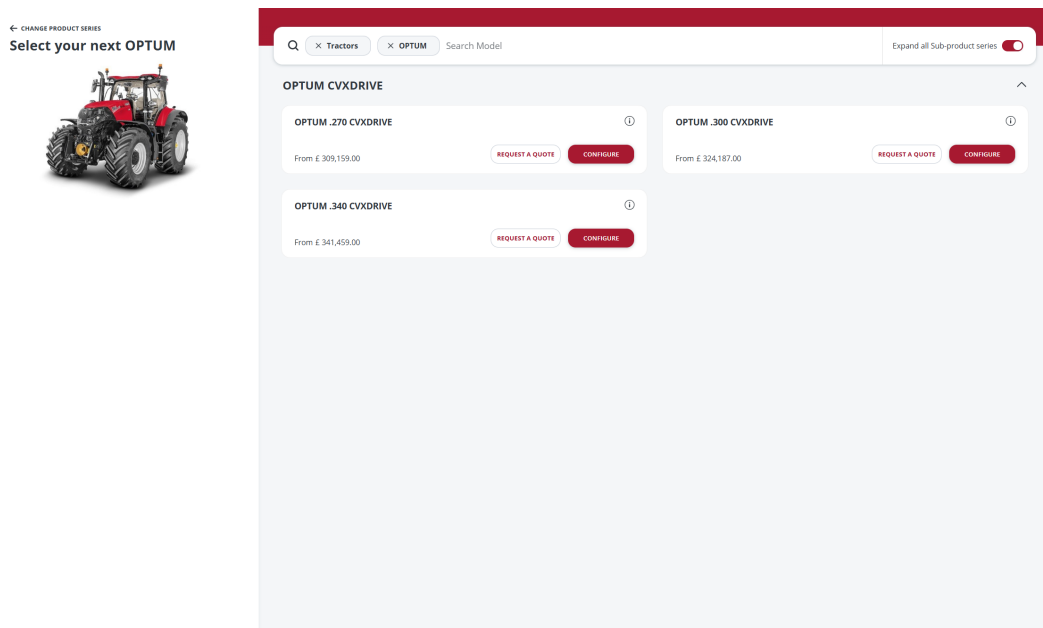 CHANGE PRODUCT SERIES
Select your next OPTUM
Tractors
OPTUM
Search Model
Expand all Sub-product series
OPTUM CVXDRIVE
OPTUM .270 CVXDRIVE
From £ 309,159.00
REQUEST A QUOTE
CONFIGURE
OPTUM .300 CVXDRIVE
From £ 324,187.00
REQUEST A QUOTE
CONFIGURE
OPTUM .340 CVXDRIVE
From £ 341,459.00
REQUEST A QUOTE
CONFIGURE